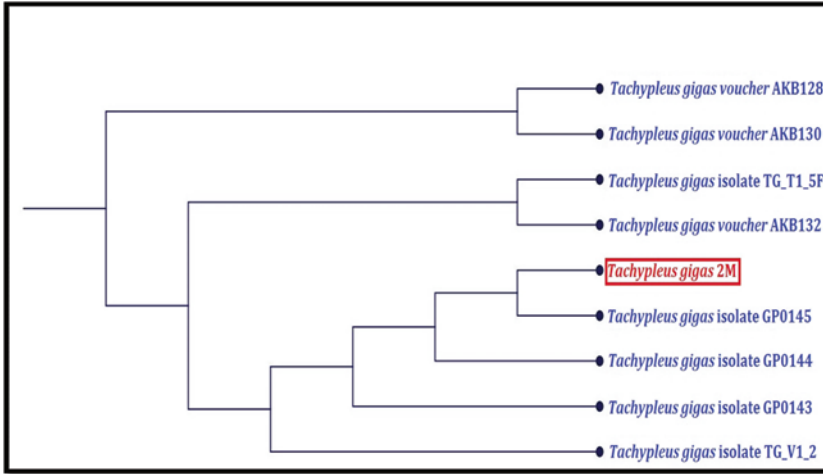 Tachypleus gigas voucher AKB128
Tachypleus gigas voucher AKB130
Tachypleus gigas isolate TG_T1_5F
Tachypleus gigas voucher AKB132
Tachypleus gigas 2M
Tachypleus gigas isolate GP0145
Tachypleus gigas isolate GP0144
Tachypleus gigas isolate GP0143
Tachypleus gigas isolate TG_V1_2